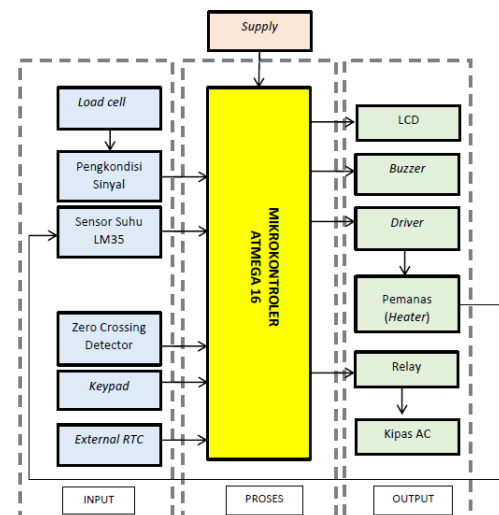 Supply
Load cell
Pengkondisi
Sinyal
Sensor Suhu
LM35
Zero Crossing
Detector
Keypad
External RTC
MIKROKONTROLER
ATMEGA 16
LCD
Buzzer
Driver
Pemanas
(Heater)
Relay
Kipas AC
INPUT
PROSES
OUTPUT